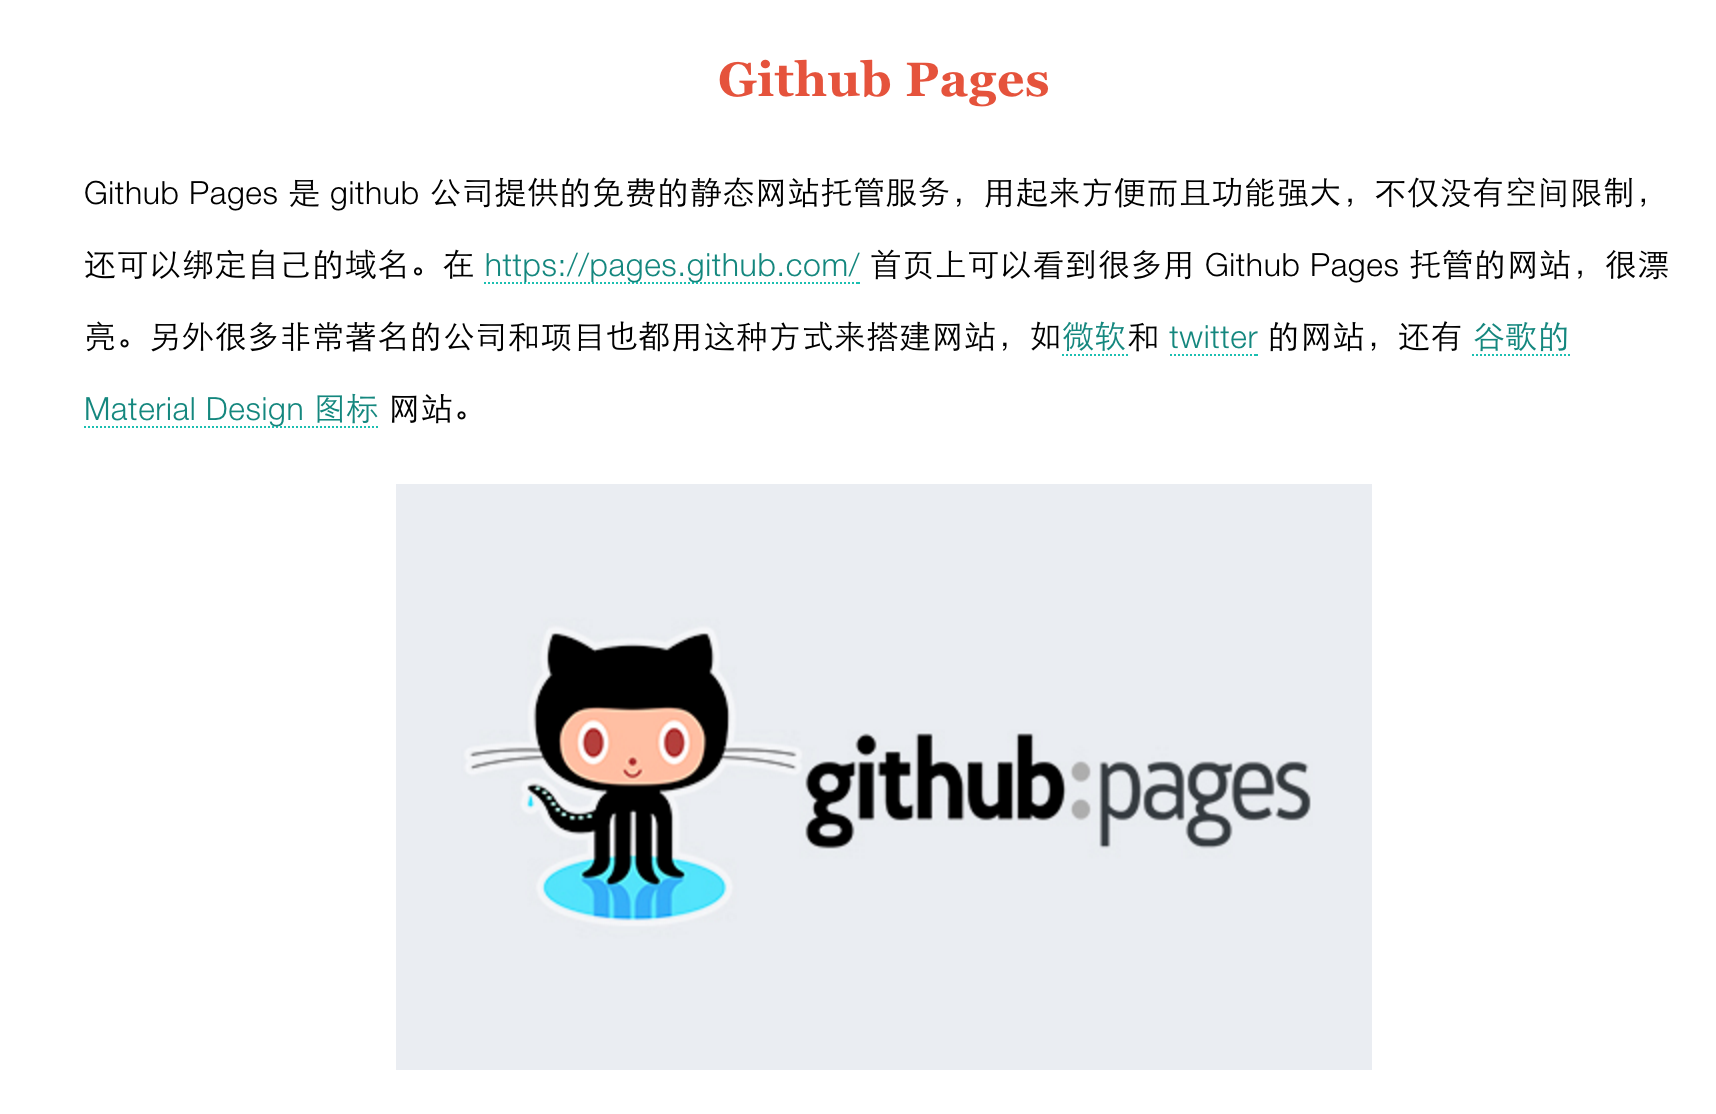 Github Pages
Github Pages 是 github 公司提供的免费的静态网站托管服务，用起来方便而且功能强大，不仅没有空间限制，
还可以绑定自己的域名。在 https://pages.github.com/ 首页上可以看到很多用 Github Pages 托管的网站，很漂
亮。另外很多非常著名的公司和项目也都用这种方式来搭建网站，如微软和 twitter 的网站，还有 谷歌的
Material Design 图标 网站。
github:pages